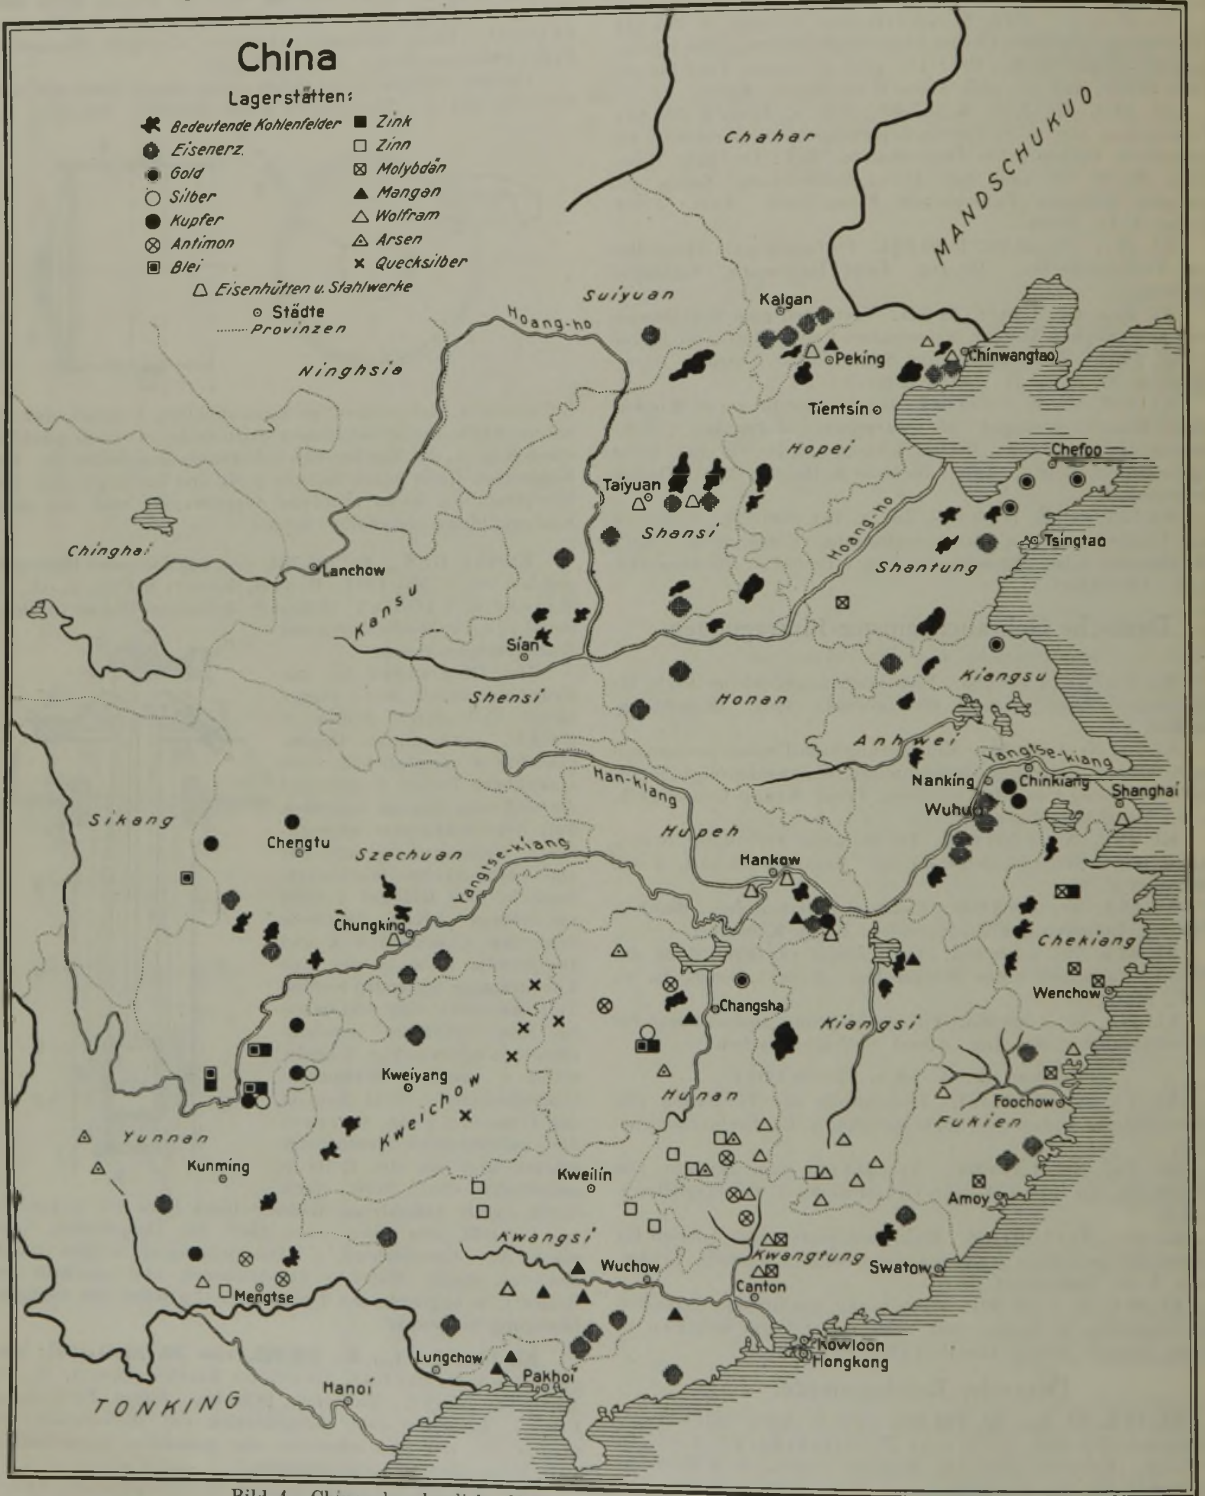 China
Lagerstätten:
Bedeutende Kohlenfelder
Eisenerz.
Gold
Silber
Kupfer
Antimon
Blei
Zink
Zinn
Molybdän
Mangan
Wolfram
Arsen
Quecksilber
Eisenhütten u. Stahlwerke
Städte
Provinzen
Chahar
MANDSCHUKUO
Suiyuan
Kalgan
Hoang-ho
Ninghsia
Peking
Chinwangtao
Tientsin
Hopei
Chefoo
Taiyuan
Shansi
Hoang-ho
Tsingtao
Shantung
Chinghai
Lanchow
Kansu
Sian
Shensi
Honan
Kiangsu
Anhwei
Yangtse-kiang
Nanking
Chinkiang
Shanghai
Wuhu
Han-kiang
Hupeh
Sikang
Chengtu
Szechuan
Yangtse-kiang
Hankow
Chungking
Chekiang
Wenchow
Changsha
Kiangsi
Kweiyang
Kweichow
Hunan
Foochow
Fukien
Yunnan
Kunming
Kweilin
Amoy
Kwangsi
Kwangtung
Wuchow
Swatow
Canton
Mengtse
Kowloon
Hongkong
Lungchow
Pakhoi
Hanoi
TONKING
Bild 4.